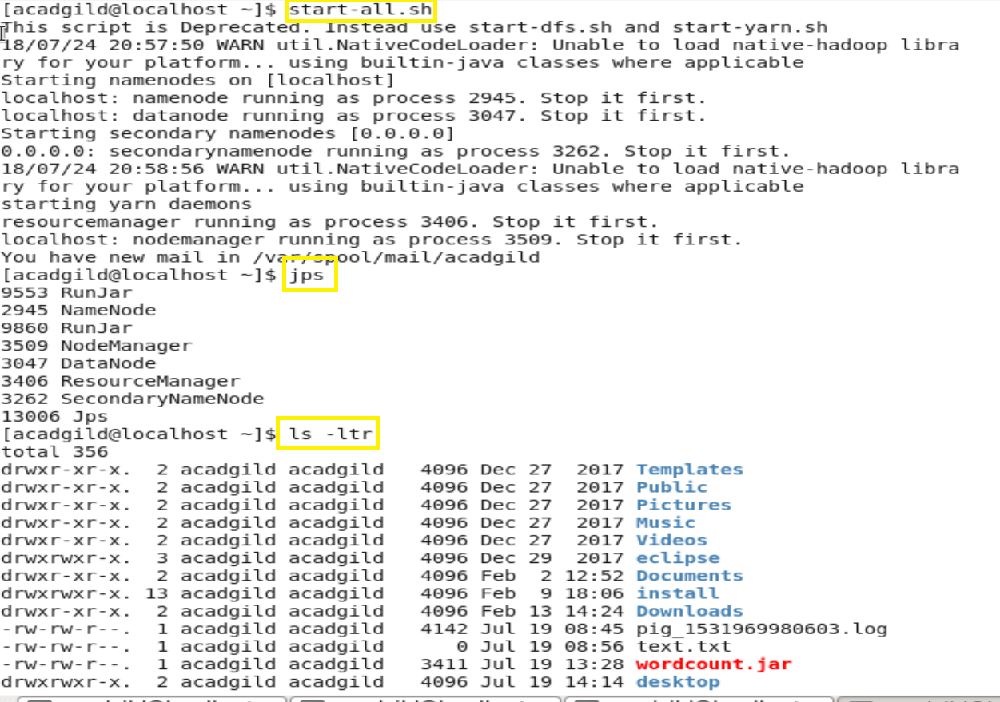 [acadgild@localhost ~]$ start-all.sh
This script is Deprecated. Instead use start-dfs.sh and start-yarn.sh
18/07/24 20:57:50 WARN util.NativeCodeLoader: Unable to load native-hadoop libra
ry for your platform... using builtin-java classes where applicable
Starting namenodes on [localhost]
localhost: namenode running as process 2945. Stop it first.
localhost: datanode running as process 3047. Stop it first.
Starting secondary namenodes [0.0.0.0]
0.0.0.0: secondarynamenode running as process 3262. Stop it first.
18/07/24 20:58:56 WARN util.NativeCodeLoader: Unable to load native-hadoop libra
ry for your platform... using builtin-java classes where applicable
starting yarn daemons
resourcemanager running as process 3406. Stop it first.
localhost: nodemanager running as process 3509. Stop it first.
You have new mail in /var/spool/mail/acadgild
[acadgild@localhost ~]$ jps
9553 RunJar
2945 NameNode
9860 RunJar
3509 NodeManager
3047 DataNode
3406 ResourceManager
3262 SecondaryNameNode
13006 Jps
[acadgild@localhost ~]$ ls -ltr
total 356
drwxr-xr-x.  2 acadgild acadgild   4096 Dec 27  2017 Templates
drwxr-xr-x.  2 acadgild acadgild   4096 Dec 27  2017 Public
drwxr-xr-x.  2 acadgild acadgild   4096 Dec 27  2017 Pictures
drwxr-xr-x.  2 acadgild acadgild   4096 Dec 27  2017 Music
drwxr-xr-x.  2 acadgild acadgild   4096 Dec 27  2017 Videos
drwxrwxr-x.  3 acadgild acadgild   4096 Dec 29  2017 eclipse
drwxr-xr-x.  2 acadgild acadgild   4096 Feb  2 12:52 Documents
drwxrwxr-x. 13 acadgild acadgild   4096 Feb  9 18:06 install
drwxr-xr-x.  2 acadgild acadgild   4096 Feb 13 14:24 Downloads
-rw-rw-r--.  1 acadgild acadgild   4142 Jul 19 08:45 pig_1531969980603.log
-rw-rw-r--.  1 acadgild acadgild      0 Jul 19 08:56 text.txt
-rw-rw-r--.  1 acadgild acadgild   3411 Jul 19 13:28 wordcount.jar
drwxrwxr-x.  2 acadgild acadgild   4096 Jul 19 14:14 desktop